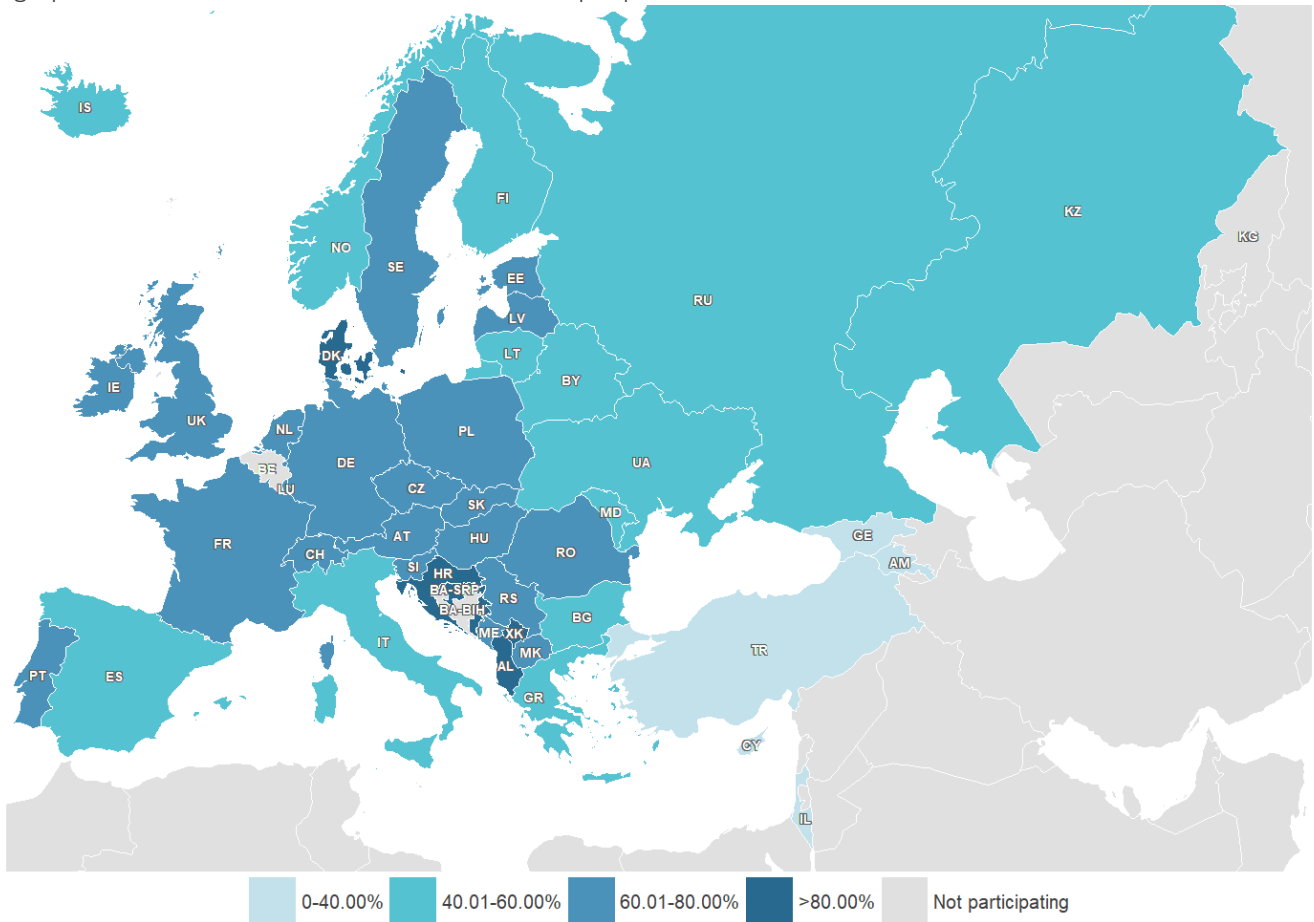 IS
FI
NO
SE
KZ
KG
EE
RU
LV
LT
DK
BY
IE
UK
NL
PL
DE
UA
BE
LU
CZ
SK
MD
FR
AT
HU
GE
CH
RO
SI
AM
HR
BA-SRP
RS
BA-BIH
BG
ME
XK
IT
MK
TR
AL
PT
ES
GR
CY
IL
0-40.00%
40.01-60.00%
60.01-80.00%
>80.00%
Not participating